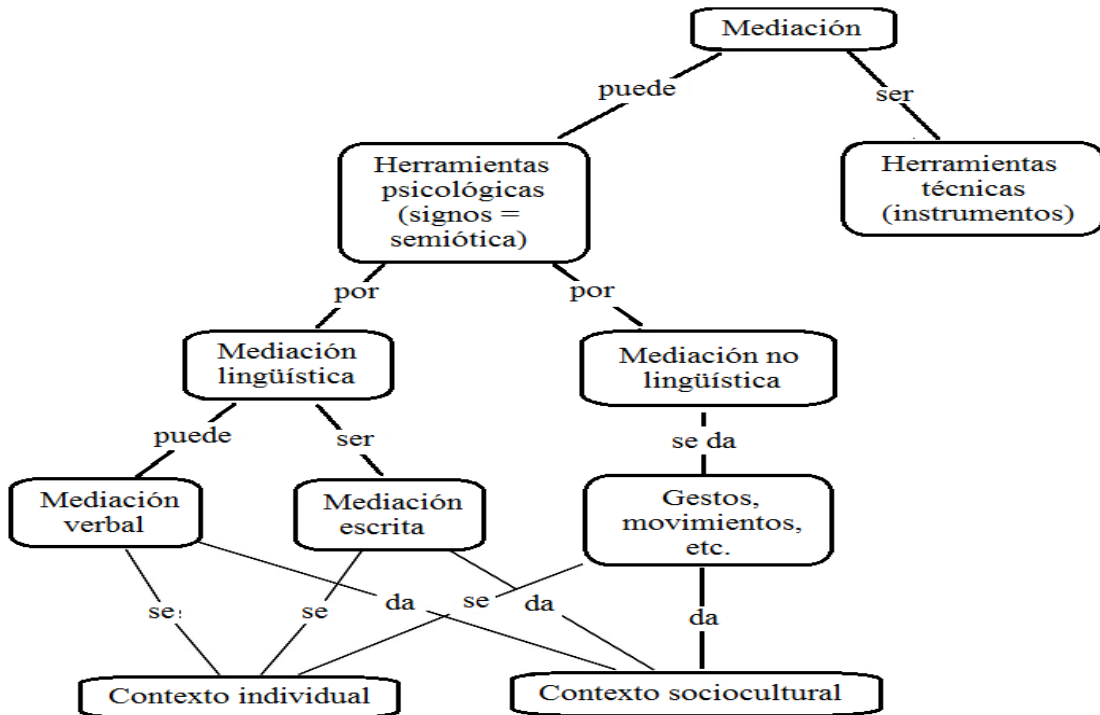 Mediación
puede
ser
Herramientas
psicológicas
(signos =
semiótica)
Herramientas
técnicas
(instrumentos)
por
por
Mediación
lingüística
Mediación no
lingüística
puede
ser
se da
Mediación
verbal
Mediación
escrita
Gestos,
movimientos,
etc.
se
se
da
se
da
da
Contexto individual
Contexto sociocultural